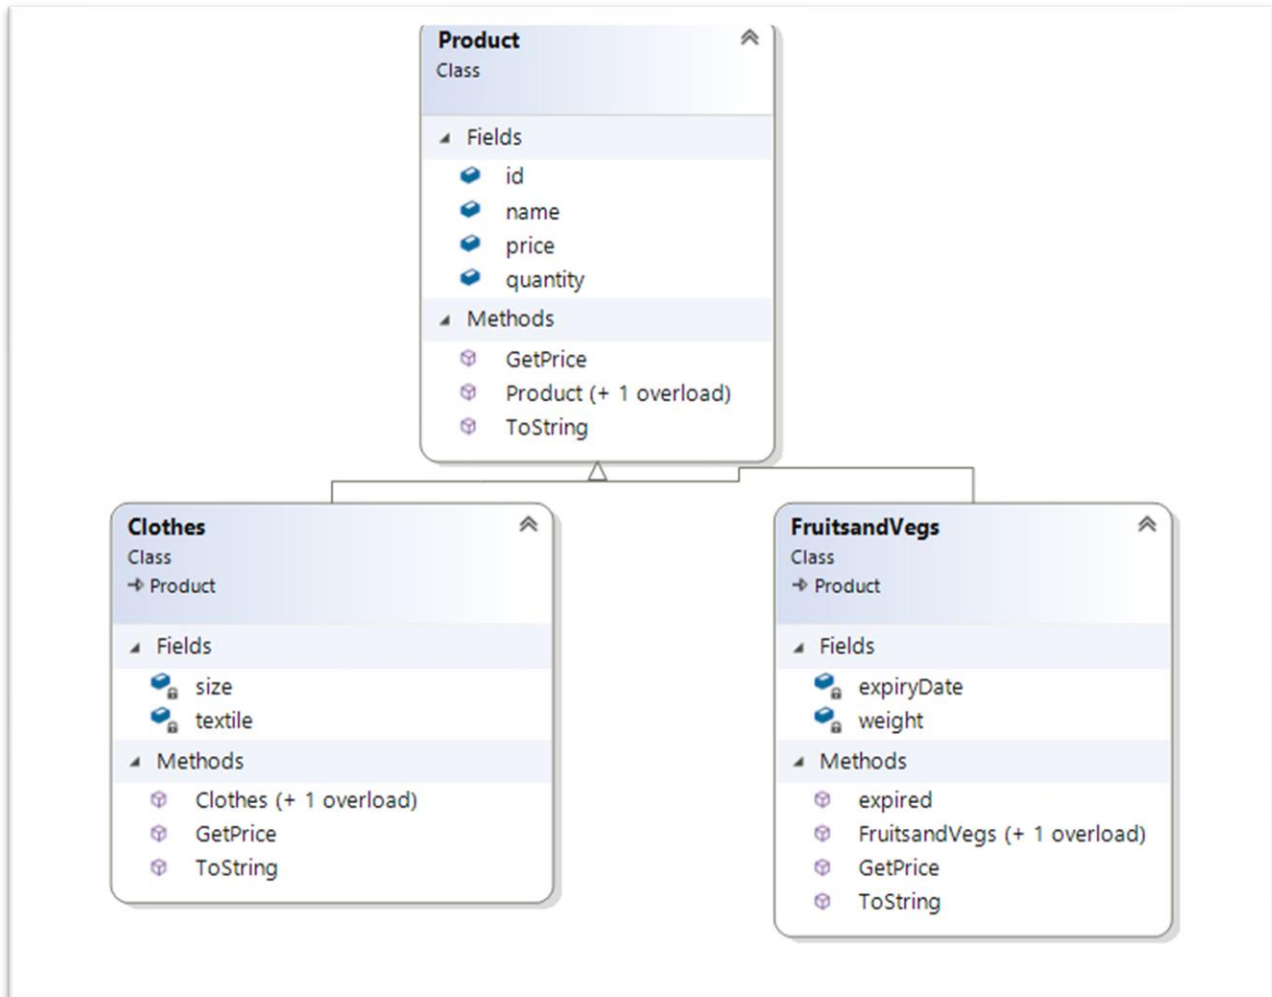 Product
Class
Fields
id
name
price
quantity
Methods
GetPrice
Product (+ 1 overload)
ToString
Clothes
Class
Product
Fields
size
textile
Methods
Clothes (+ 1 overload)
GetPrice
ToString
FruitsandVegs
Class
Product
Fields
expiryDate
weight
Methods
expired
FruitsandVegs (+ 1 overload)
GetPrice
ToString